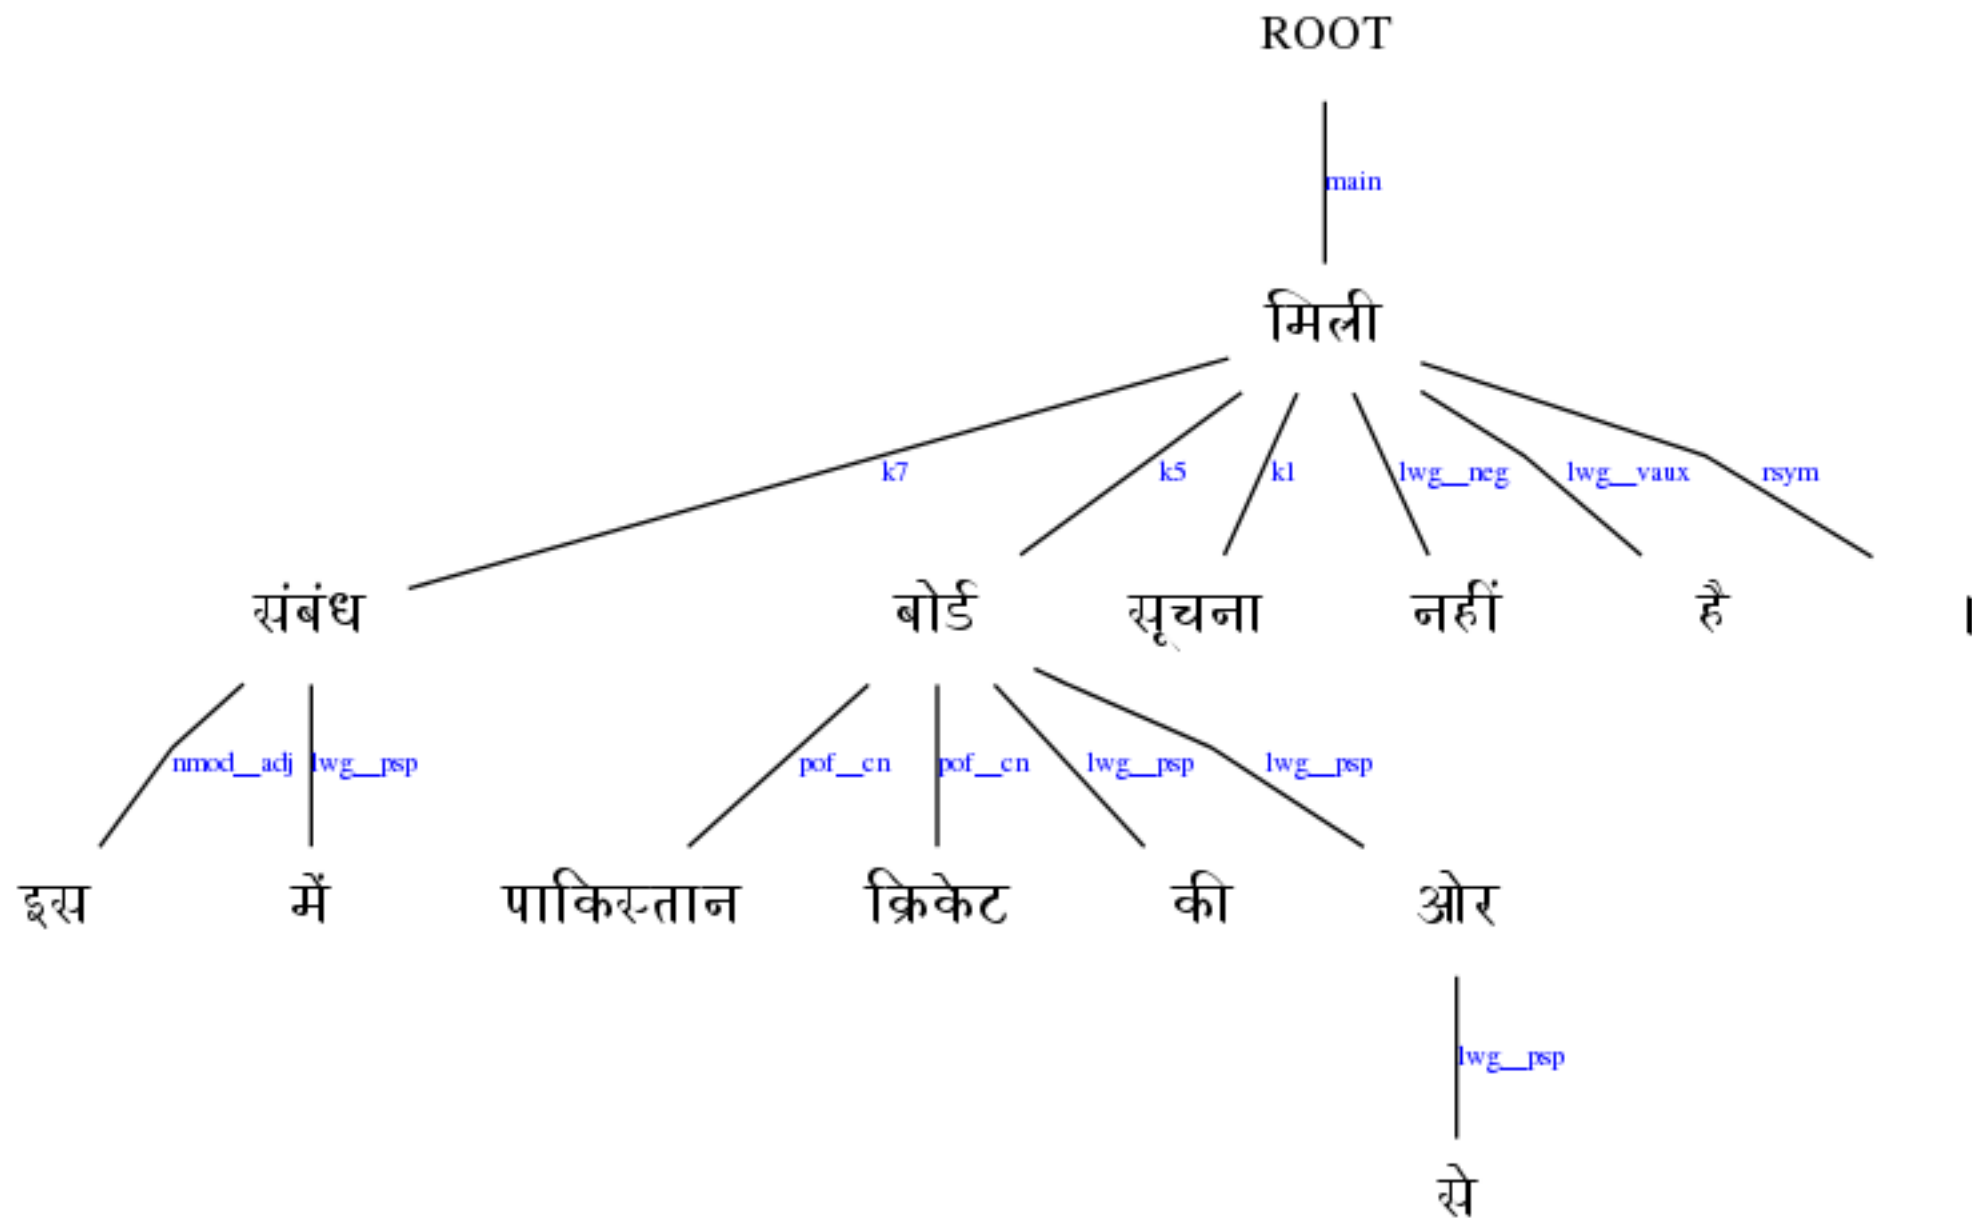 ROOT
main
मिली
k7 k5 k1 lwg__neg lwg__vaux rsym
संबंध बोर्ड सूचना नहीं है ।
nmod__adj lwg__psp pof__cn pof__cn lwg__psp lwg__psp
इस में पाकिस्तान क्रिकेट की ओर
lwg__psp
से